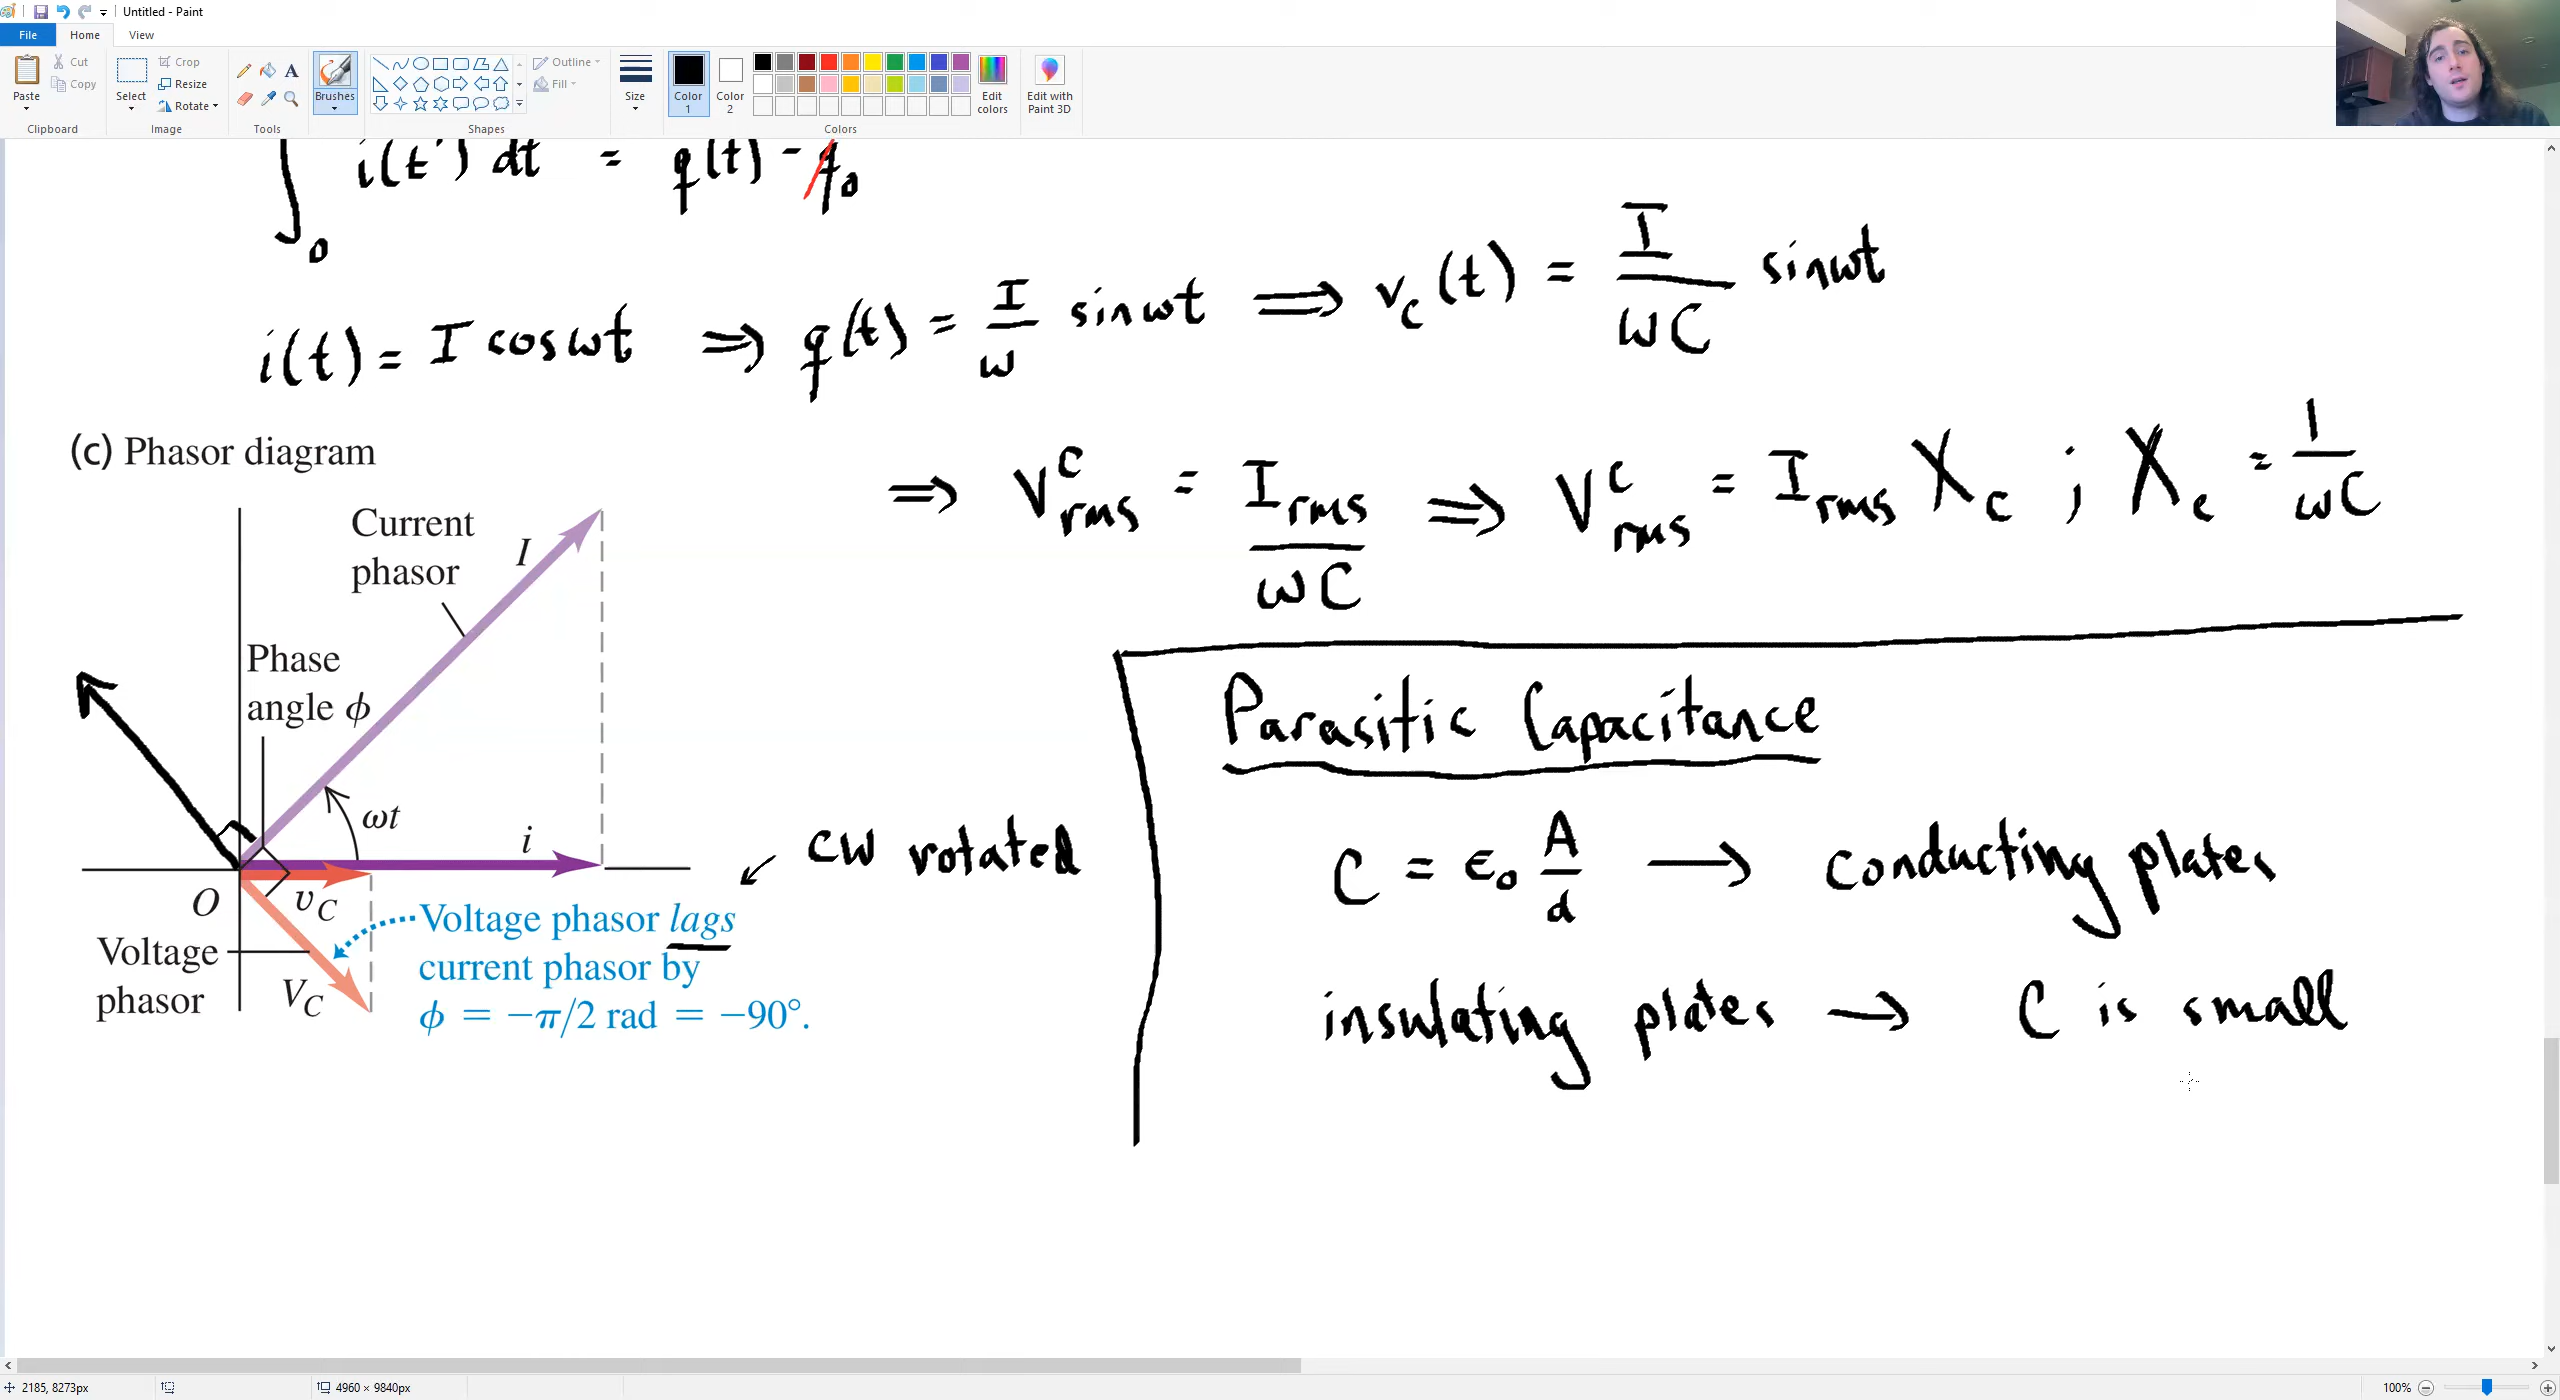 Untitled - Paint
File Home View
Paste Cut Copy Clipboard
Select Crop Resize Rotate Image
A Tools
Brushes
Outline Fill Shapes
Size
Color 1 Color 2 Edit colors Colors
Edit with Paint 3D
∫₀ i(t') dt = q(t) - q₀
i(t) = I cosωt ⇒ q(t) = I/ω sinωt ⟹ v_c(t) = I/ωC sinωt
⇒ V^c_rms = I_rms/ωC ⇒ V^c_rms = I_rms X_c ; X_c = 1/ωC
(c) Phasor diagram
Current phasor
I
Phase angle ϕ
ωt
i
O
v_C
Voltage phasor
V_C
Voltage phasor lags
current phasor by
ϕ = −π/2 rad = −90°.
CW rotated
Parasitic Capacitance
C = ε₀ A/d → conducting plates
insulating plates → C is small
2185, 8273px 4960 × 9840px 100%